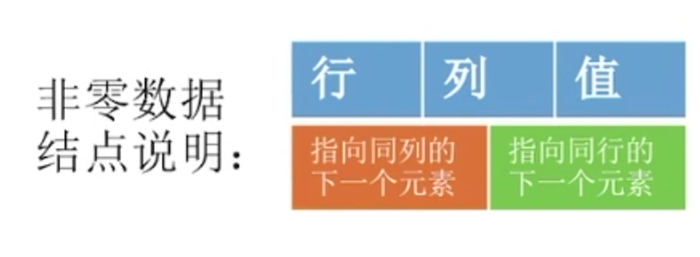 非零数据
结点说明：
行 列 值
指向同列的
下一个元素
指向同行的
下一个元素